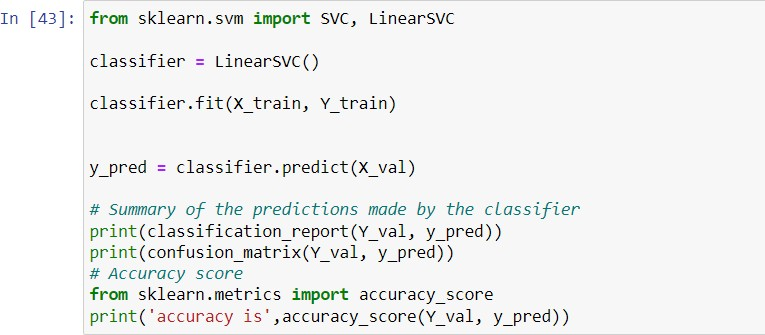 In [43]: from sklearn.svm import SVC, LinearSVC
classifier = LinearSVC()
classifier.fit(X_train, Y_train)
y_pred = classifier.predict(X_val)
# Summary of the predictions made by the classifier
print(classification_report(Y_val, y_pred))
print(confusion_matrix(Y_val, y_pred))
# Accuracy score
from sklearn.metrics import accuracy_score
print('accuracy is',accuracy_score(Y_val, y_pred))